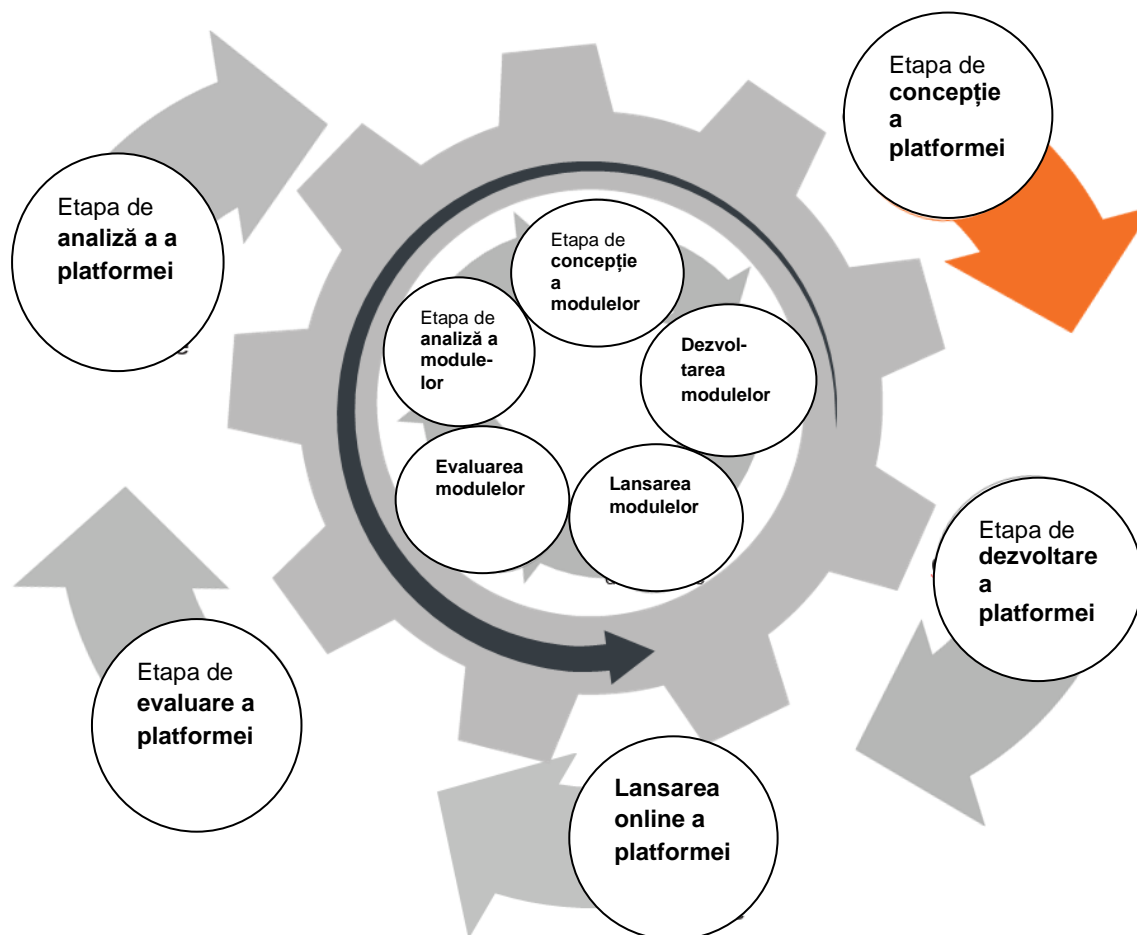 Etapa de
concepție
a
platformei
Etapa de
analiză a a
platformei
Etapa de
concepție
a
modulelor
Etapa de
analiză a
module-
lor
Dezvol-
tarea
modulelor
Evaluarea
modulelor
Lansarea
modulelor
Etapa de
dezvoltare
a
platformei
Etapa de
evaluare a
platformei
Lansarea
online a
platformei